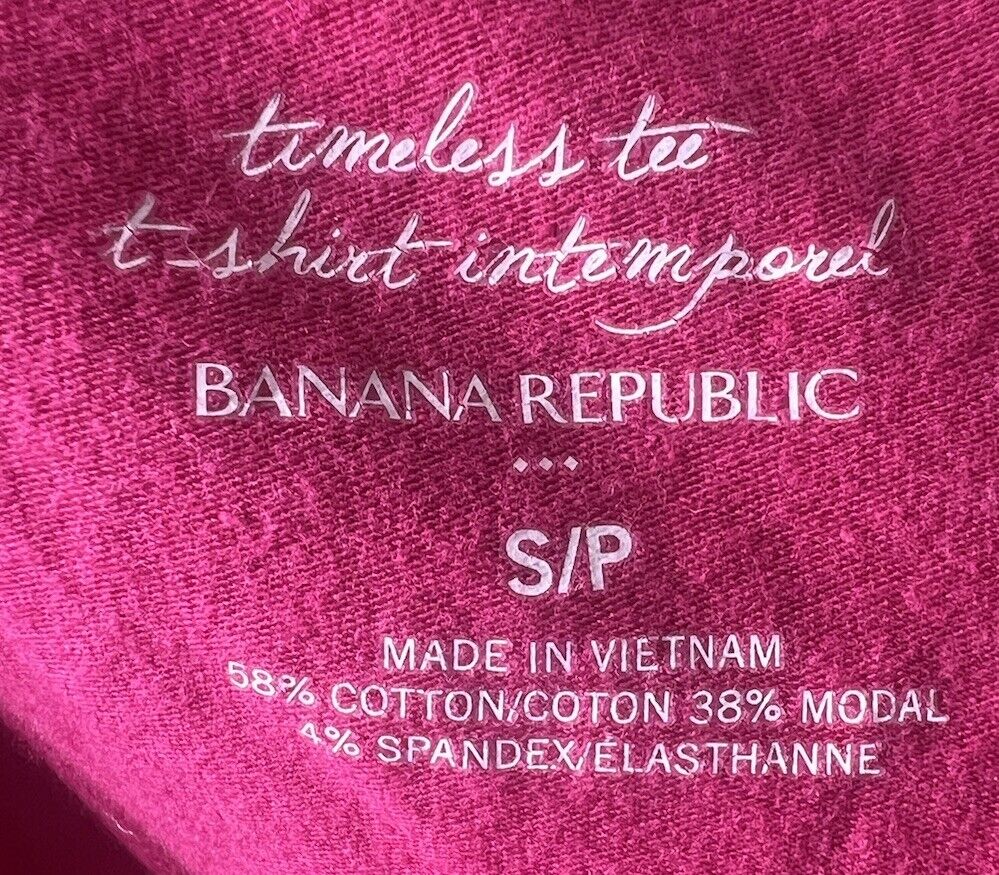 timeless tee
t-shirt intemporel
BANANA REPUBLIC
S/P
MADE IN VIETNAM
58% COTTON/COTON 38% MODAL
4% SPANDEX/ÉLASTHANNE